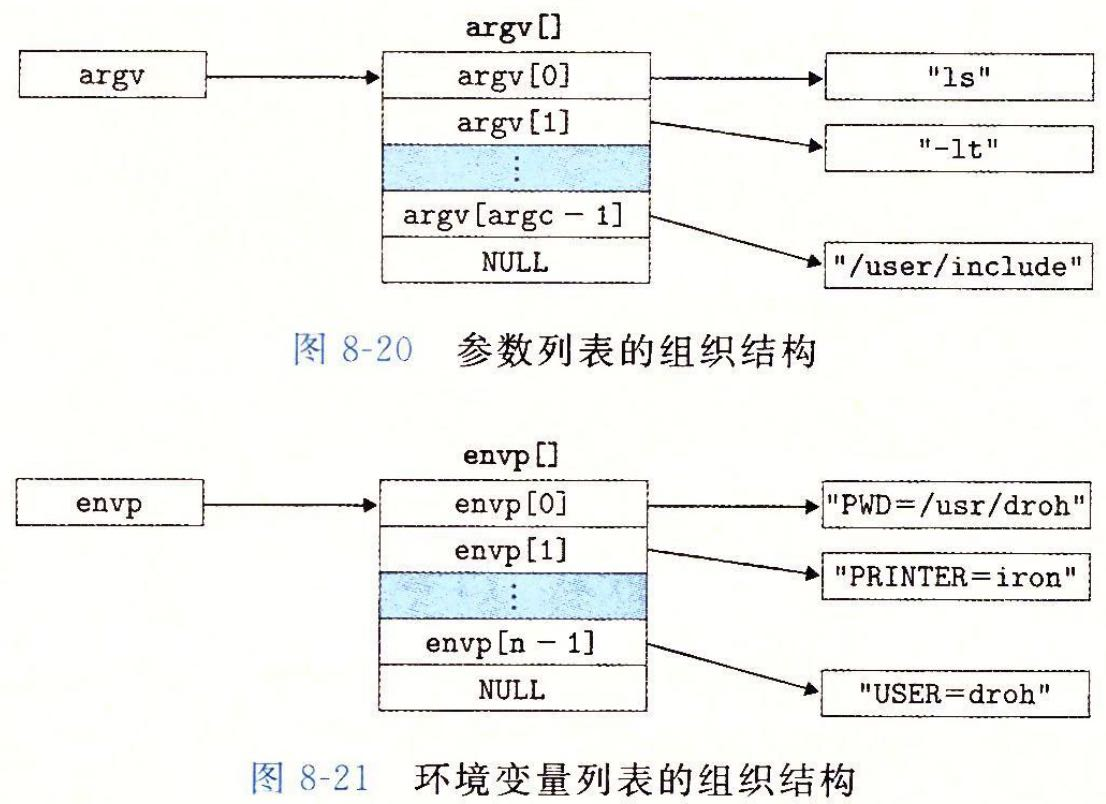 argv[]
argv
argv[0]
"ls"
argv[1]
"-lt"
⋮
argv[argc − 1]
"/user/include"
NULL
图 8-20 参数列表的组织结构
envp[]
envp
envp[0]
"PWD=/usr/droh"
envp[1]
"PRINTER=iron"
⋮
envp[n − 1]
"USER=droh"
NULL
图 8-21 环境变量列表的组织结构